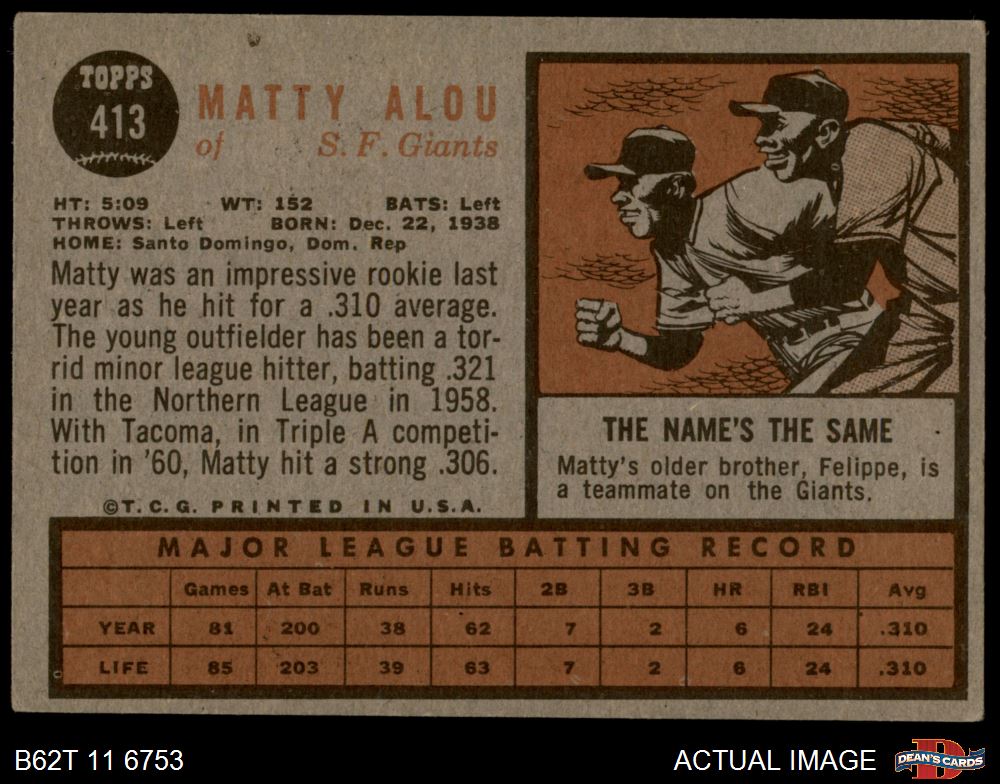 TOPPS
413
MATTY ALOU
of S. F. Giants
HT: 5:09 WT: 152 BATS: Left
THROWS: Left BORN: Dec. 22, 1938
HOME: Santo Domingo, Dom. Rep
Matty was an impressive rookie last
year as he hit for a .310 average.
The young outfielder has been a tor-
rid minor league hitter, batting .321
in the Northern League in 1958.
With Tacoma, in Triple A competi-
tion in '60, Matty hit a strong .306.
©T. C. G. PRINTED IN U.S.A.
THE NAME'S THE SAME
Matty's older brother, Felippe, is
a teammate on the Giants.
MAJOR LEAGUE BATTING RECORD
Games At Bat Runs Hits 2B 3B HR RBI Avg
YEAR 81 200 38 62 7 2 6 24 .310
LIFE 85 203 39 63 7 2 6 24 .310
B62T 11 6753
ACTUAL IMAGE
DEAN'S CARDS